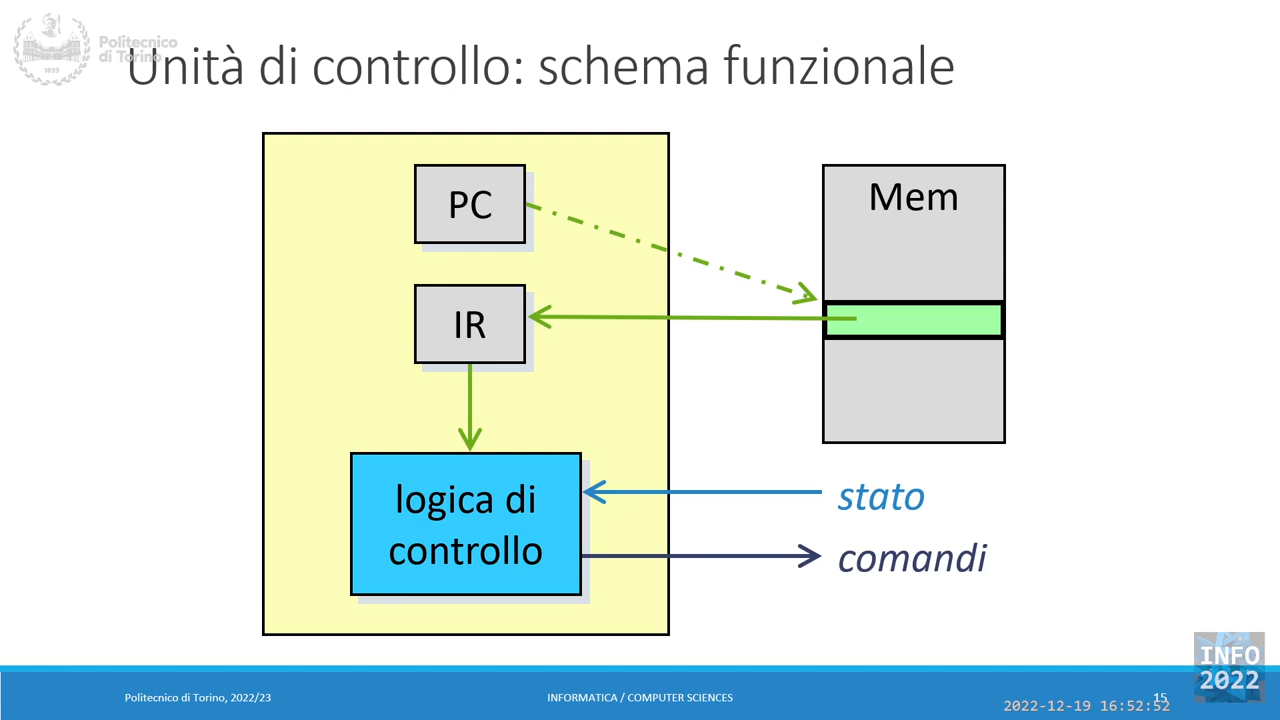 Politecnico
di Torino
1859
Unità di controllo: schema funzionale
PC
Mem
IR
logica di
controllo
stato
comandi
INFO
2022
Politecnico di Torino, 2022/23
INFORMATICA / COMPUTER SCIENCES
15
2022-12-19 16:52:52